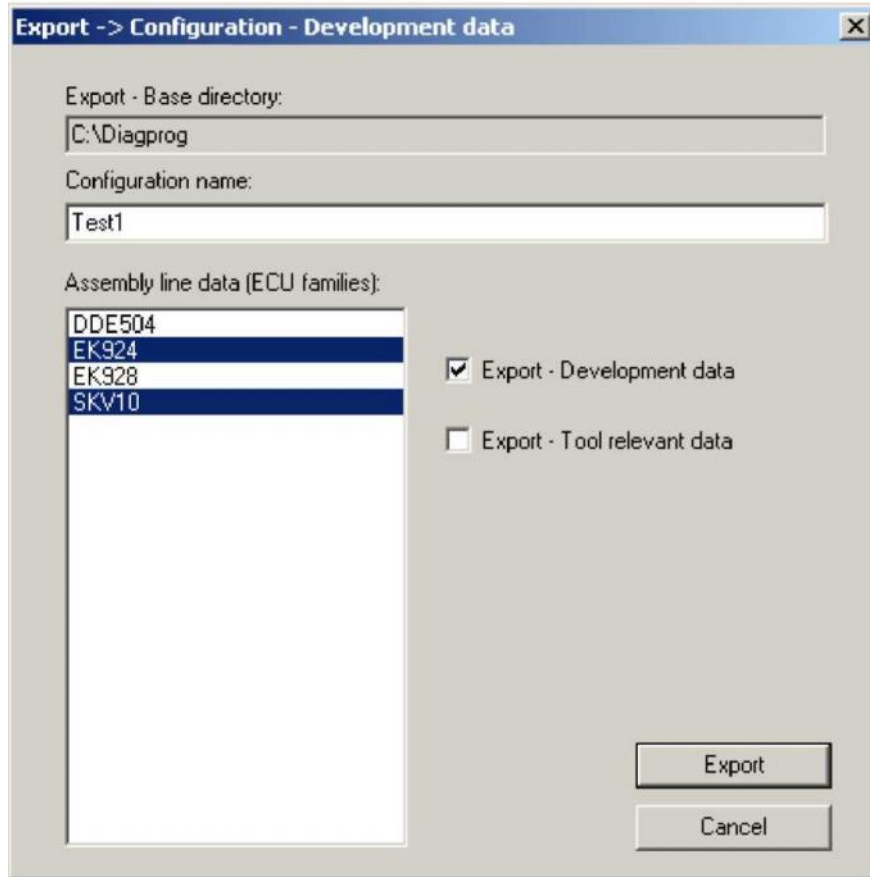 Export -> Configuration - Development data
Export - Base directory:
C:\Diagprog
Configuration name:
Test1
Assembly line data (ECU families):
DDE504
EK924
EK928
SKV10
Export - Development data
Export - Tool relevant data
Export
Cancel